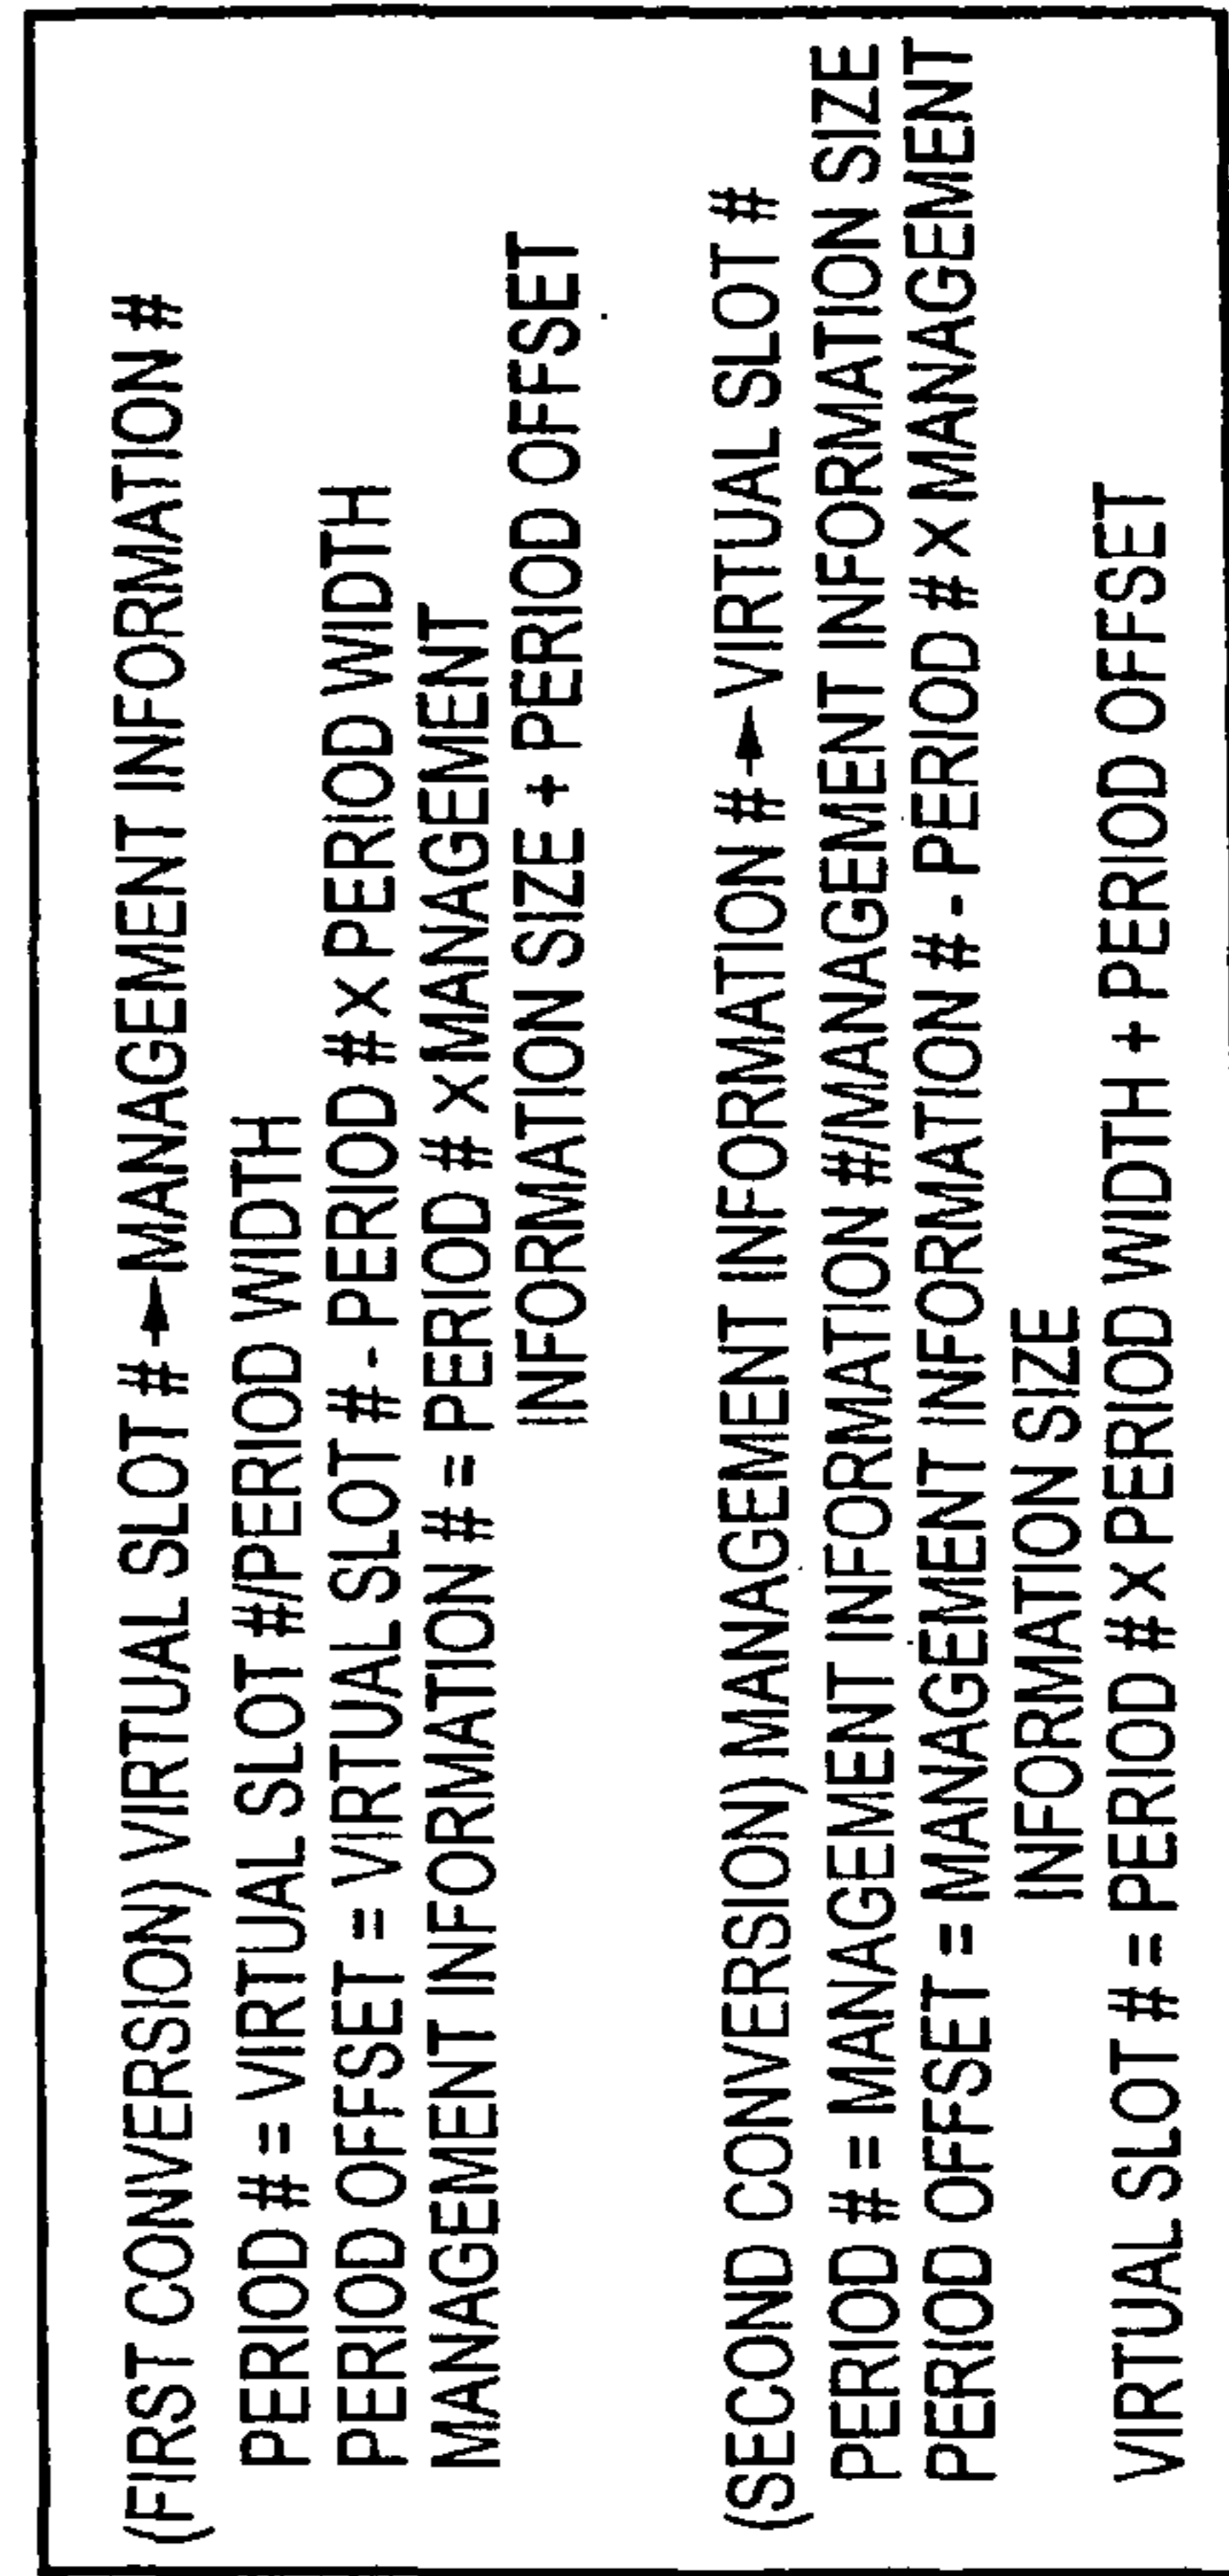 (FIRST CONVERSION) VIRTUAL SLOT # → MANAGEMENT INFORMATION #
PERIOD # = VIRTUAL SLOT #/PERIOD WIDTH
PERIOD OFFSET = VIRTUAL SLOT # - PERIOD # × PERIOD WIDTH
MANAGEMENT INFORMATION # = PERIOD # × MANAGEMENT
INFORMATION SIZE + PERIOD OFFSET
(SECOND CONVERSION) MANAGEMENT INFORMATION # → VIRTUAL SLOT #
PERIOD # = MANAGEMENT INFORMATION #/MANAGEMENT INFORMATION SIZE
PERIOD OFFSET = MANAGEMENT INFORMATION # - PERIOD # × MANAGEMENT
INFORMATION SIZE
VIRTUAL SLOT # = PERIOD # × PERIOD WIDTH + PERIOD OFFSET